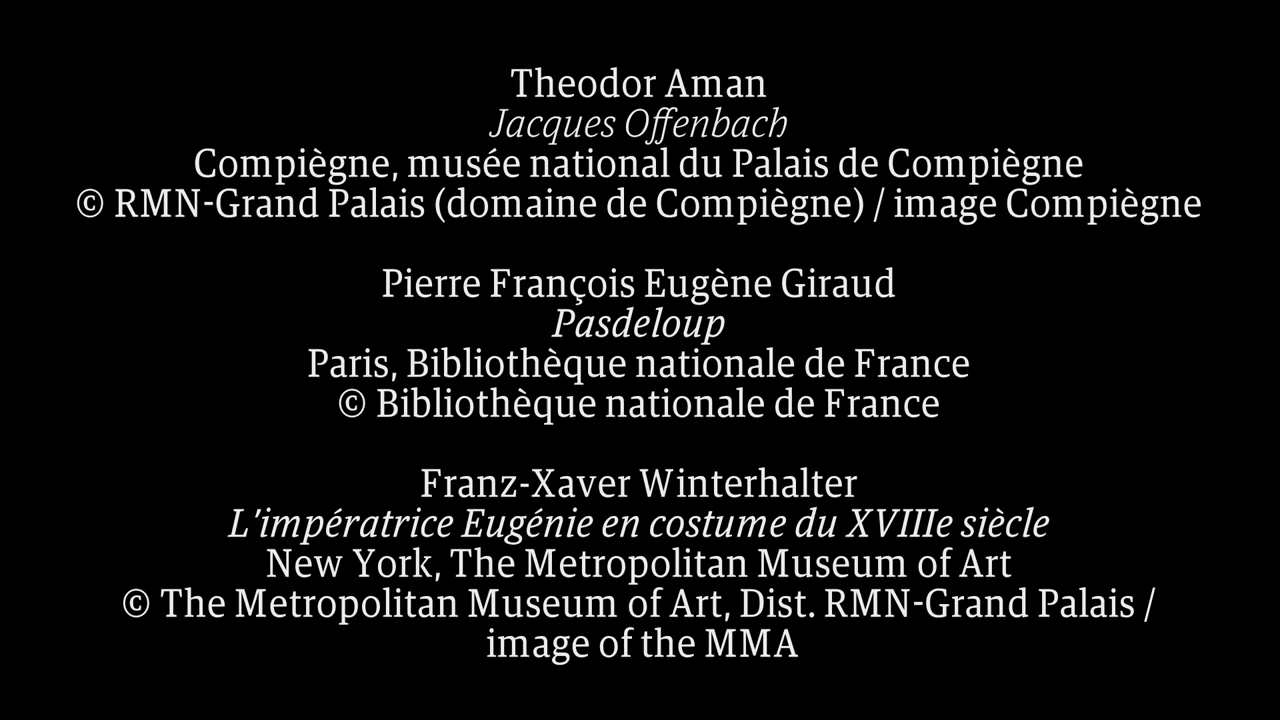 Theodor Aman
Jacques Offenbach
Compiègne, musée national du Palais de Compiègne
© RMN-Grand Palais (domaine de Compiègne) / image Compiègne
Pierre François Eugène Giraud
Pasdeloup
Paris, Bibliothèque nationale de France
© Bibliothèque nationale de France
Franz-Xaver Winterhalter
L'impératrice Eugénie en costume du XVIIIe siècle
New York, The Metropolitan Museum of Art
© The Metropolitan Museum of Art, Dist. RMN-Grand Palais /
image of the MMA